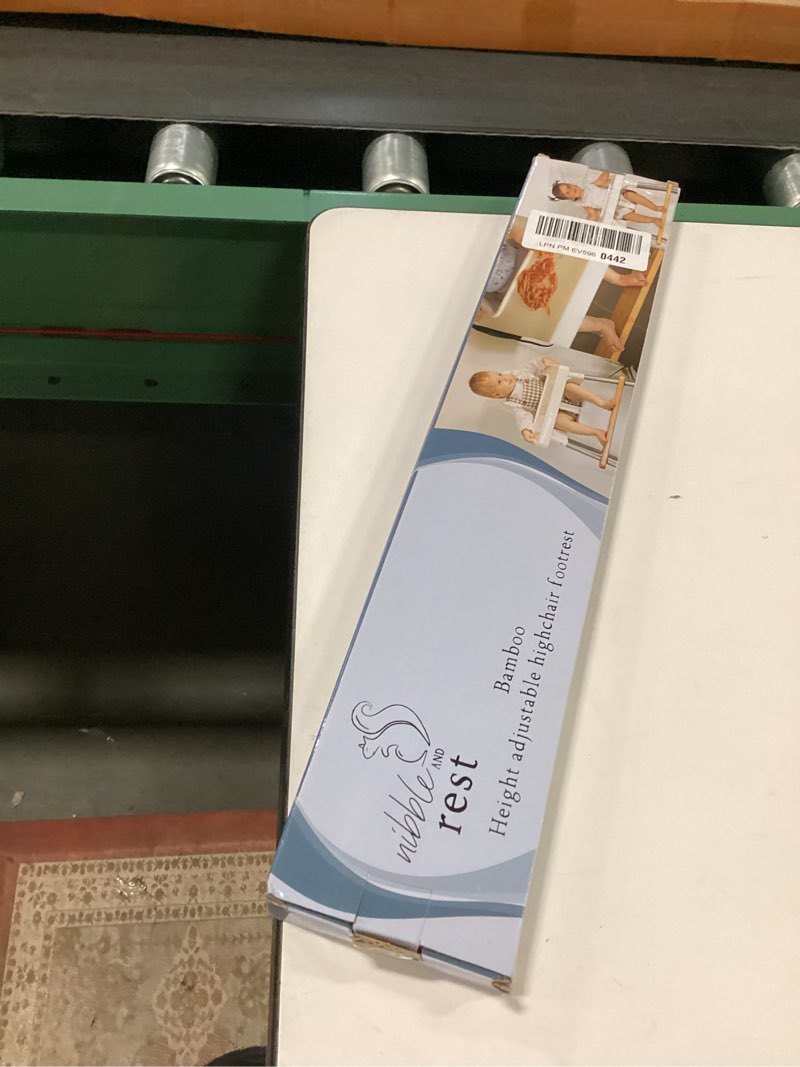 LPN PM EV596 0442
nibble
AND
rest
Bamboo
Height adjustable highchair footrest